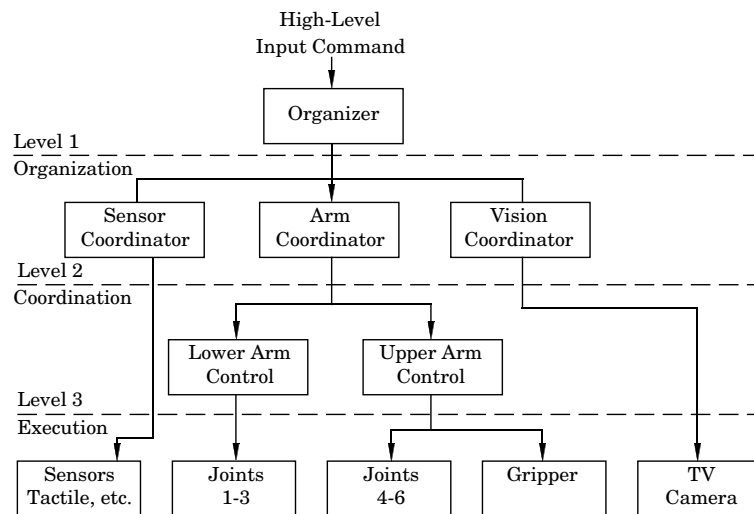 High-Level
Input Command
Organizer
Level 1
Organization
Sensor
Coordinator
Arm
Coordinator
Vision
Coordinator
Level 2
Coordination
Lower Arm
Control
Upper Arm
Control
Level 3
Execution
Sensors
Tactile, etc.
Joints
1-3
Joints
4-6
Gripper
TV
Camera